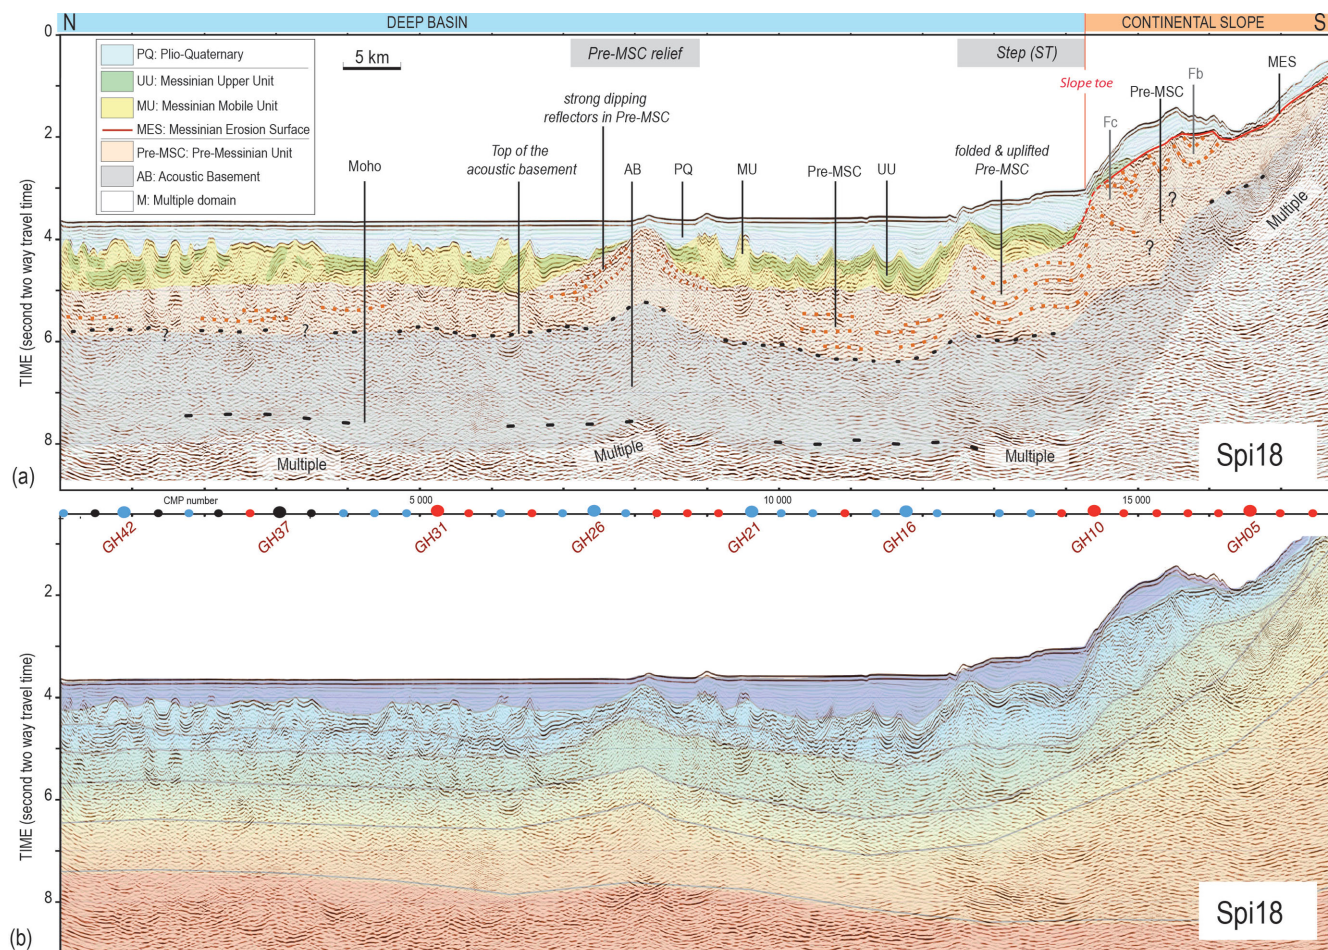 N DEEP BASIN CONTINENTAL SLOPE S
0
5 km
Pre-MSC relief
Step (ST)
PQ: Plio-Quaternary
UU: Messinian Upper Unit
MU: Messinian Mobile Unit
MES: Messinian Erosion Surface
Pre-MSC: Pre-Messinian Unit
AB: Acoustic Basement
M: Multiple domain
strong dipping
reflectors in Pre-MSC
Slope toe
Fb
MES
Pre-MSC
Fc
2
Top of the
acoustic basement
folded & uplifted
Pre-MSC
Moho
AB
PQ
MU
Pre-MSC
UU
4
6
8
TIME (second two way travel time)
?
?
?
?
Multiple
Multiple
Multiple
Multiple
Spi18
(a)
CMP number 5 000 10 000 15 000
GH42 GH37 GH31 GH26 GH21 GH16 GH10 GH05
2
4
6
8
TIME (second two way travel time)
Spi18
(b)